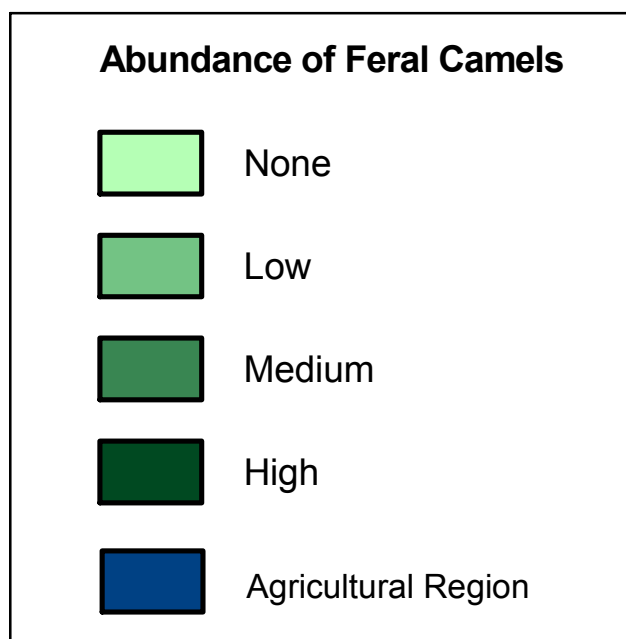 Abundance of Feral Camels
None
Low
Medium
High
Agricultural Region